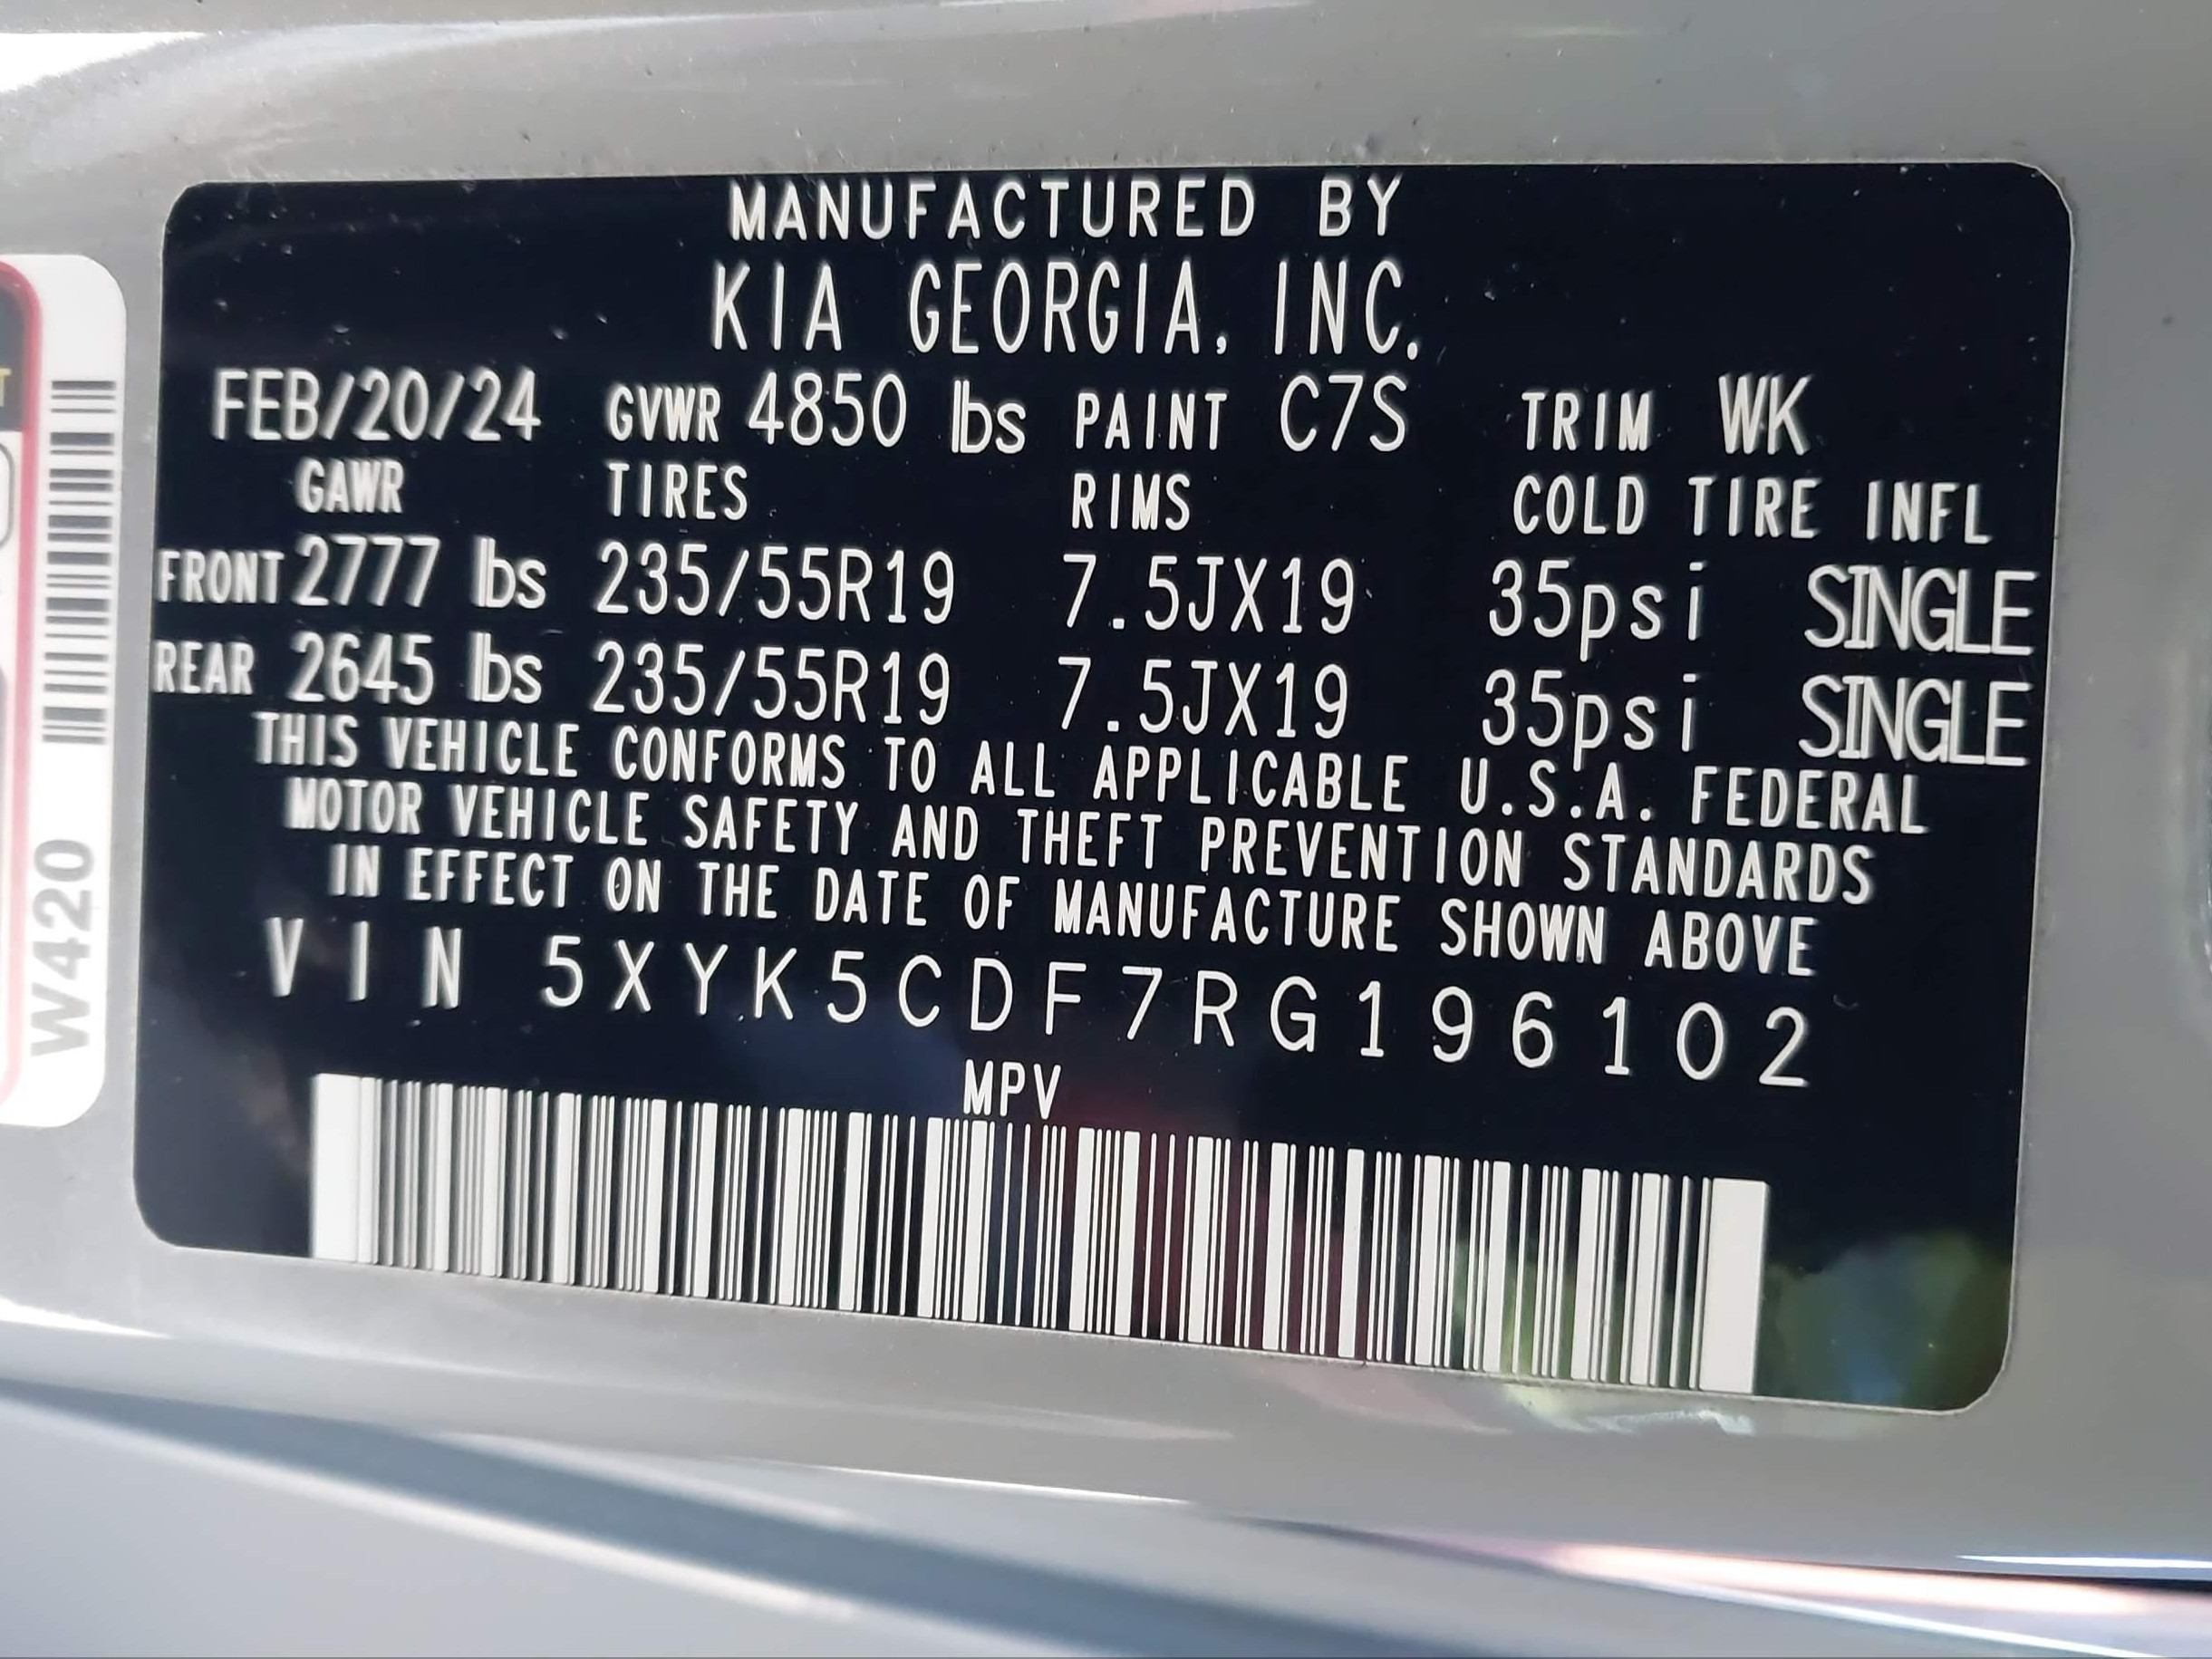 MANUFACTURED BY
KIA GEORGIA, INC.
FEB/20/24 GVWR 4850 lbs PAINT C7S TRIM WK
GAWR TIRES RIMS COLD TIRE INFL
FRONT 2777 lbs 235/55R19 7.5JX19 35psi SINGLE
REAR 2645 lbs 235/55R19 7.5JX19 35psi SINGLE
THIS VEHICLE CONFORMS TO ALL APPLICABLE U.S.A. FEDERAL
MOTOR VEHICLE SAFETY AND THEFT PREVENTION STANDARDS
IN EFFECT ON THE DATE OF MANUFACTURE SHOWN ABOVE
VIN 5XYK5CDF7RG196102
MPV
W420